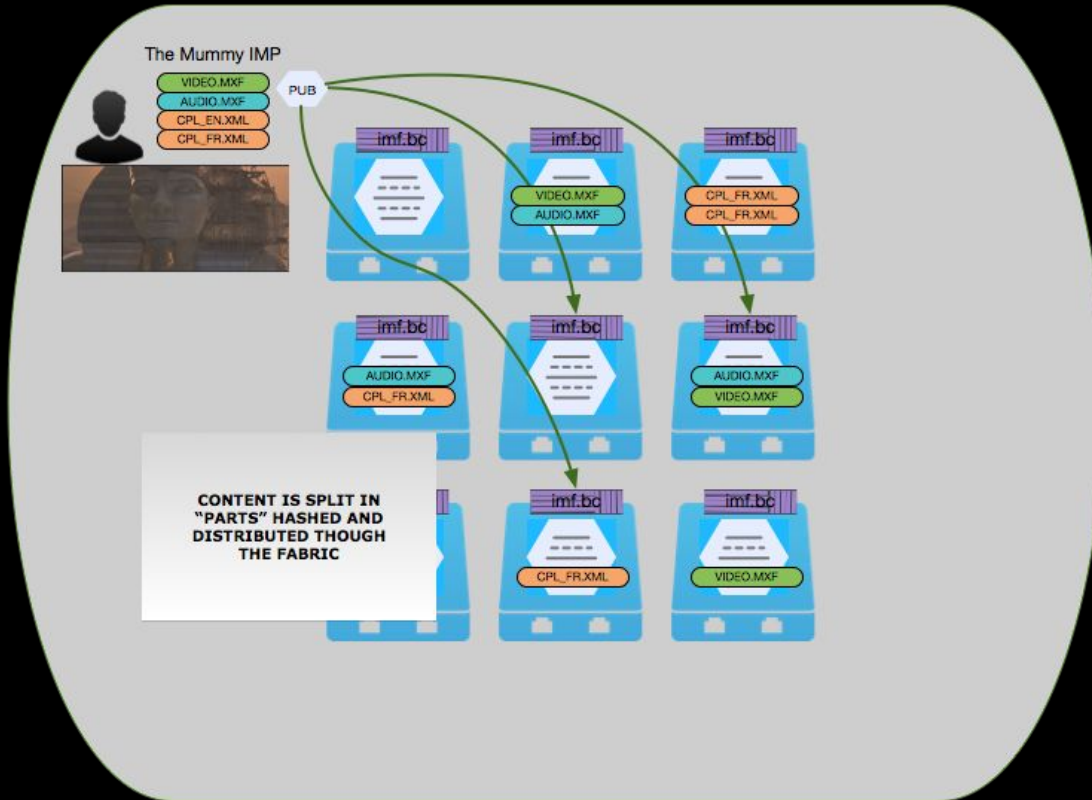 The Mummy IMP
VIDEO.MXF
AUDIO.MXF
CPL_EN.XML
CPL_FR.XML
PUB
imf.bc
imf.bc
imf.bc
VIDEO.MXF
AUDIO.MXF
CPL_FR.XML
CPL_FR.XML
imf.bc
imf.bc
imf.bc
AUDIO.MXF
CPL_FR.XML
AUDIO.MXF
VIDEO.MXF
CONTENT IS SPLIT IN
“PARTS” HASHED AND
DISTRIBUTED THOUGH
THE FABRIC
imf.bc
imf.bc
CPL_FR.XML
VIDEO.MXF